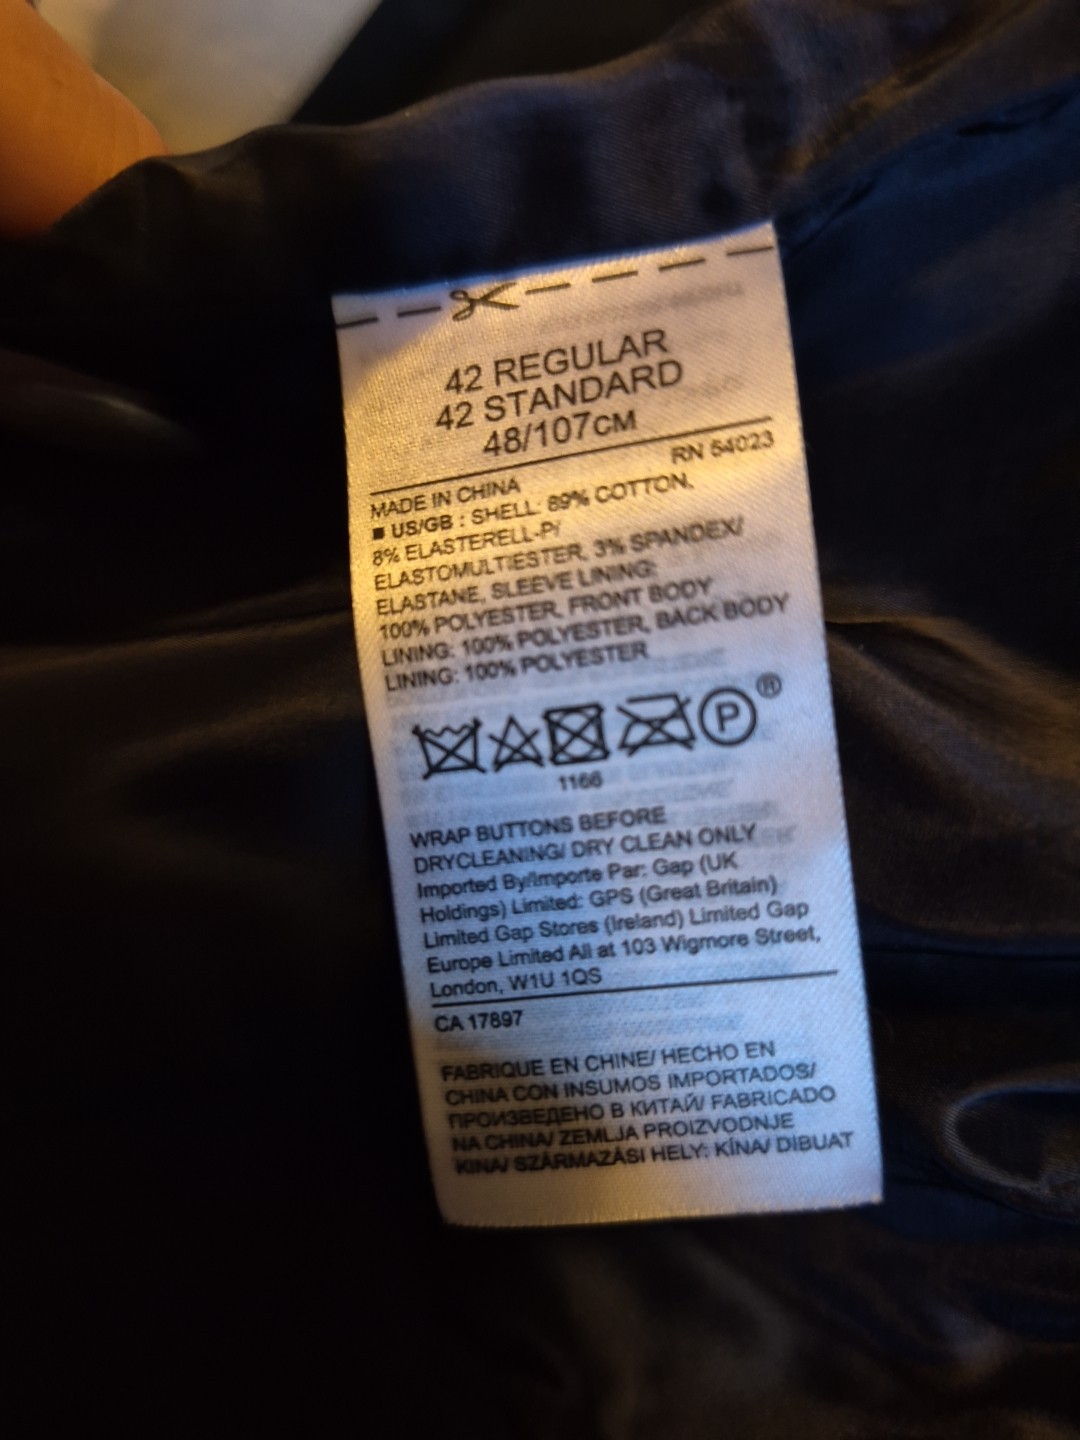 42 REGULAR
42 STANDARD
48/107CM
RN 54023
MADE IN CHINA
■ US/GB : SHELL: 89% COTTON,
8% ELASTERELL-P/
ELASTOMULTIESTER, 3% SPANDEX/
ELASTANE, SLEEVE LINING:
100% POLYESTER, FRONT BODY
LINING: 100% POLYESTER, BACK BODY
LINING: 100% POLYESTER
P ®
1166
WRAP BUTTONS BEFORE
DRYCLEANING/ DRY CLEAN ONLY
Imported By/Importe Par: Gap (UK
Holdings) Limited: GPS (Great Britain)
Limited Gap Stores (Ireland) Limited Gap
Europe Limited All at 103 Wigmore Street,
London, W1U 1QS
CA 17897
FABRIQUE EN CHINE/ HECHO EN
CHINA CON INSUMOS IMPORTADOS/
ПРОИЗВЕДЕНО В КИТАЙ/ FABRICADO
NA CHINA/ ZEMLJA PROIZVODNJE
KINA/ SZÁRMAZÁSI HELY: KÍNA/ DIBUAT